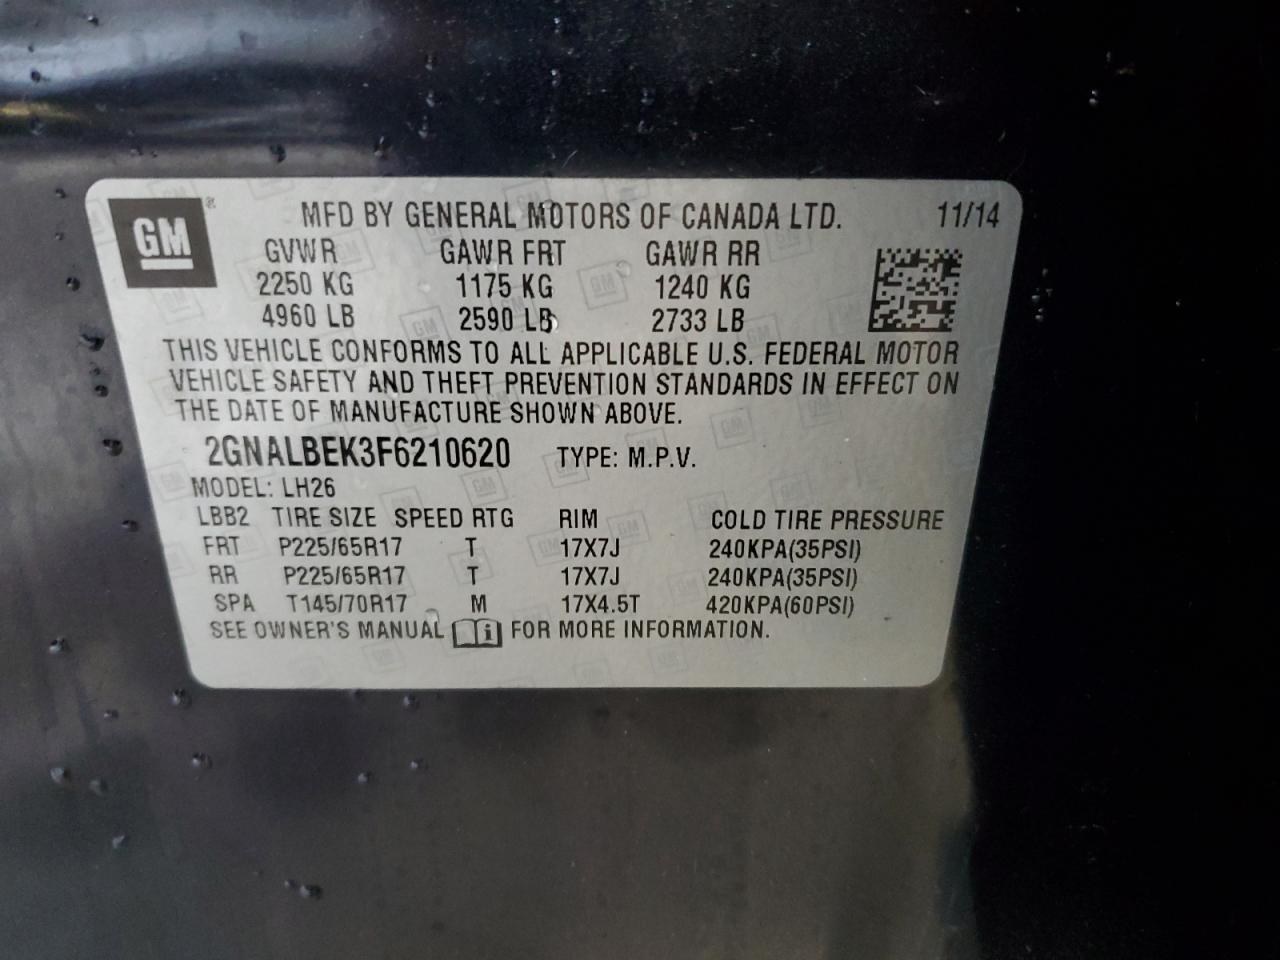 GM®
MFD BY GENERAL MOTORS OF CANADA LTD. 11/14
GVWR GAWR FRT GAWR RR
2250 KG 1175 KG 1240 KG
4960 LB 2590 LB 2733 LB
THIS VEHICLE CONFORMS TO ALL APPLICABLE U.S. FEDERAL MOTOR
VEHICLE SAFETY AND THEFT PREVENTION STANDARDS IN EFFECT ON
THE DATE OF MANUFACTURE SHOWN ABOVE.
2GNALBEK3F6210620 TYPE: M.P.V.
MODEL: LH26
LBB2 TIRE SIZE SPEED RTG RIM COLD TIRE PRESSURE
FRT P225/65R17 T 17X7J 240KPA(35PSI)
RR P225/65R17 T 17X7J 240KPA(35PSI)
SPA T145/70R17 M 17X4.5T 420KPA(60PSI)
SEE OWNER'S MANUAL i FOR MORE INFORMATION.